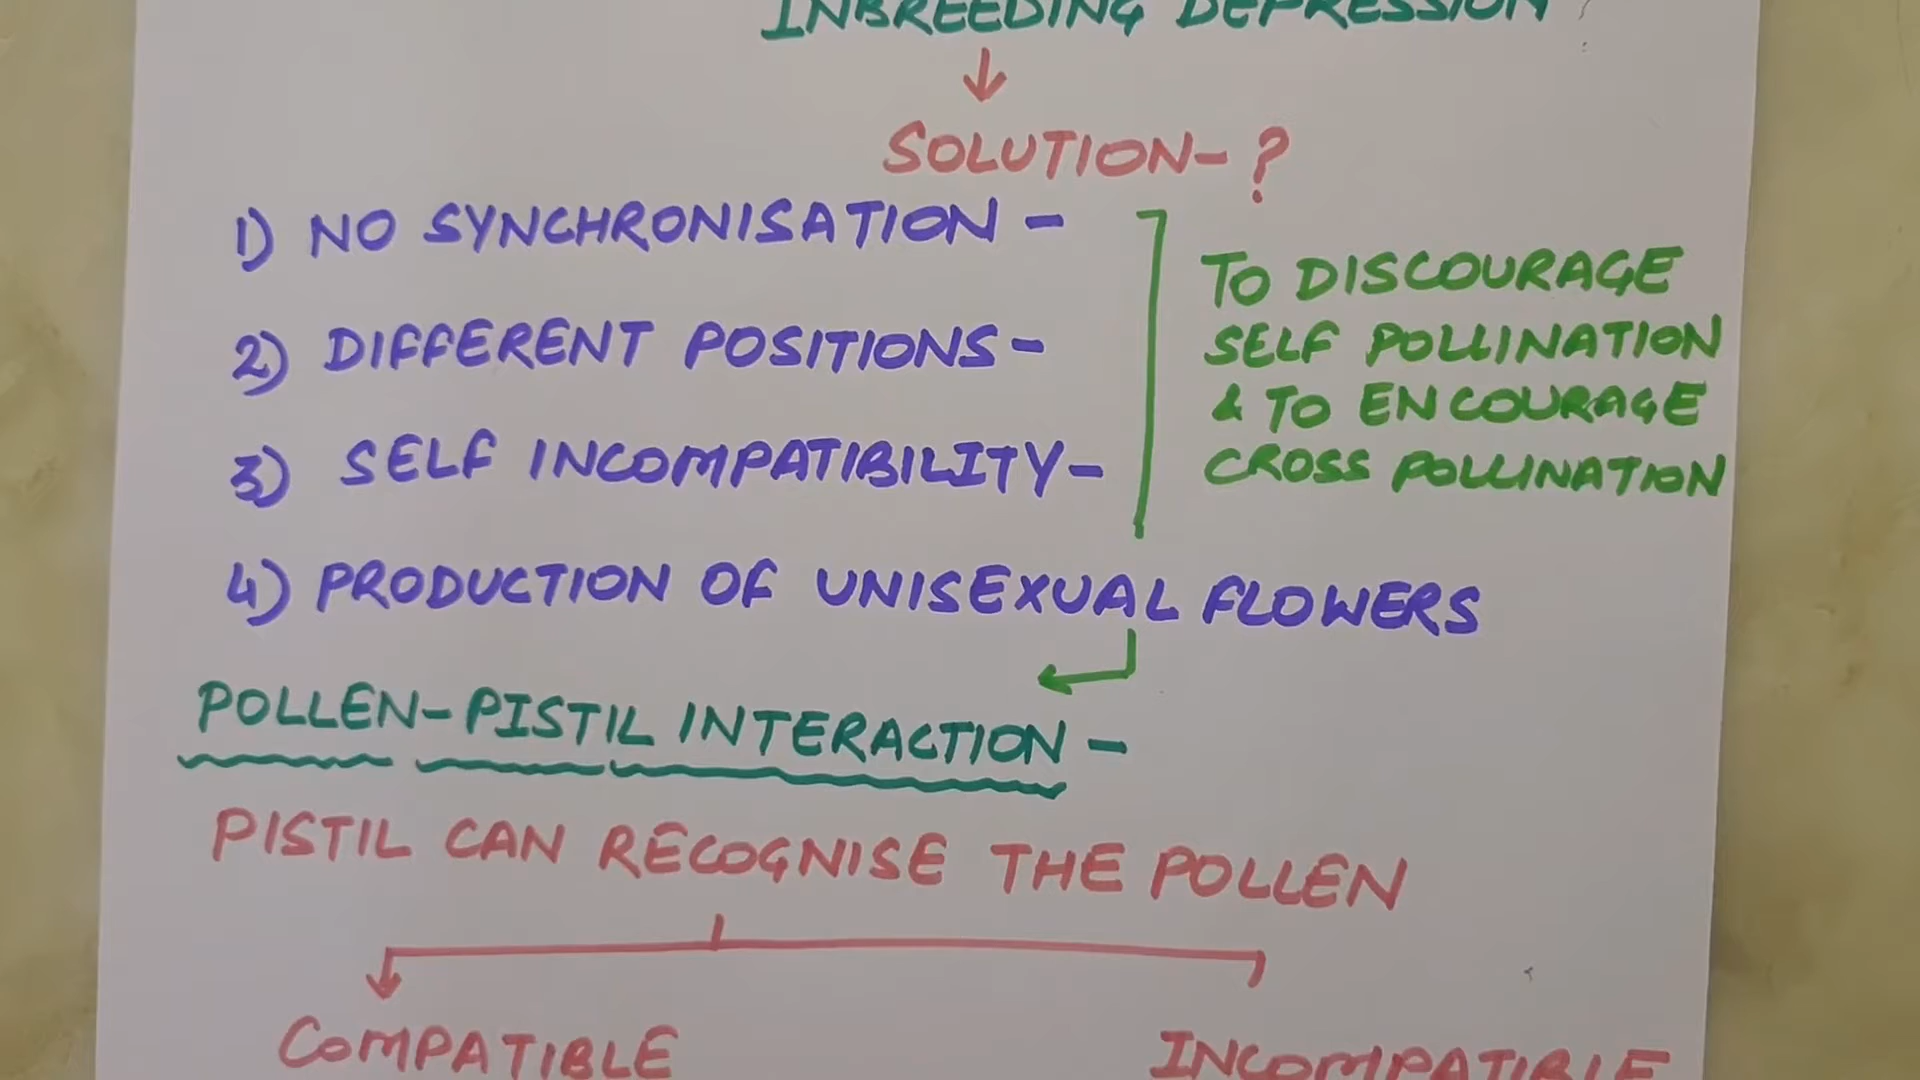 INBREEDING DEPRESSION
SOLUTION- ?
1) NO SYNCHRONISATION -
2) DIFFERENT POSITIONS -
3) SELF INCOMPATIBILITY -
4) PRODUCTION OF UNISEXUAL FLOWERS
TO DISCOURAGE
SELF POLLINATION
& TO ENCOURAGE
CROSS POLLINATION
POLLEN-PISTIL INTERACTION -
PISTIL CAN RECOGNISE THE POLLEN
COMPATIBLE
INCOMPATIBLE